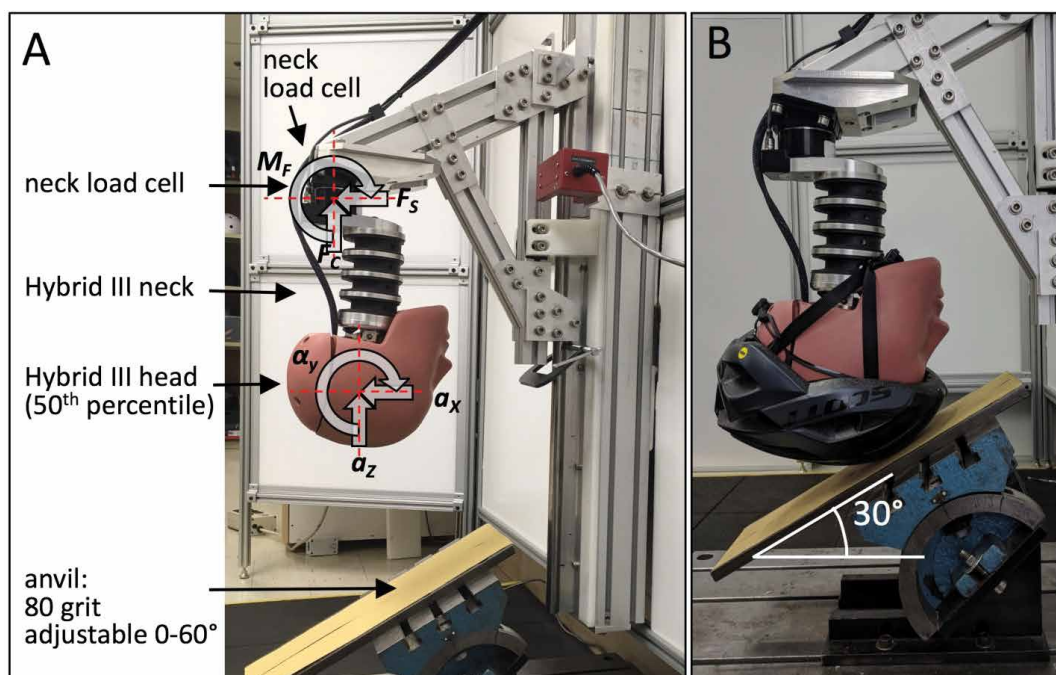 A
neck
load cell
neck load cell
M_F
F_S
F_C
Hybrid III neck
Hybrid III head
(50th percentile)
α_y
a_X
a_Z
anvil:
80 grit
adjustable 0-60°
B
SCOTT
30°